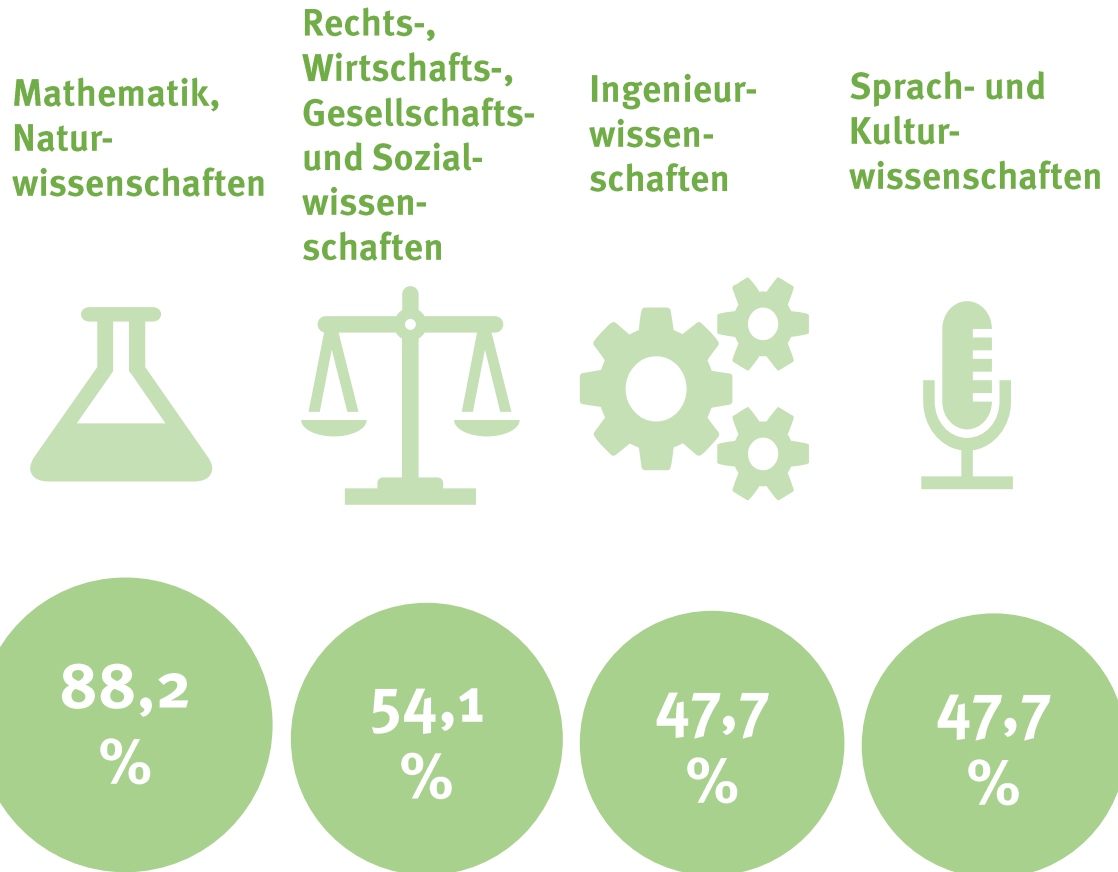 Mathematik,
Natur-
wissenschaften
Rechts-,
Wirtschafts-,
Gesellschafts-
und Sozial-
wissen-
schaften
Ingenieur-
wissen-
schaften
Sprach- und
Kultur-
wissenschaften
88,2
%
54,1
%
47,7
%
47,7
%